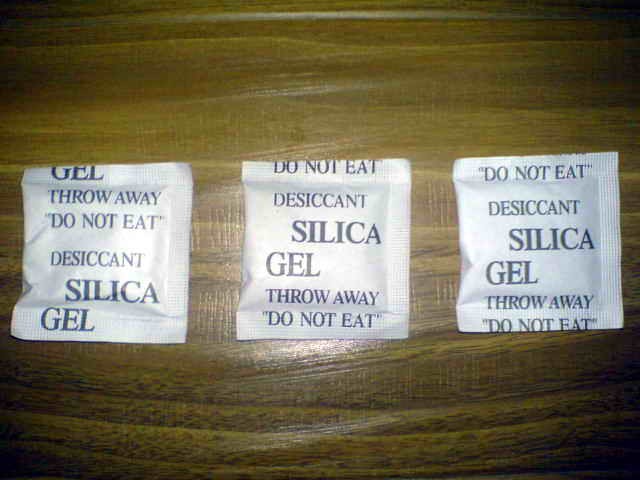 GEL
THROW AWAY
"DO NOT EAT"
DESICCANT
SILICA
GEL
DO NOT EAT
DESICCANT
SILICA
GEL
THROW AWAY
"DO NOT EAT"
"DO NOT EAT"
DESICCANT
SILICA
GEL
THROW AWAY
"DO NOT EAT"